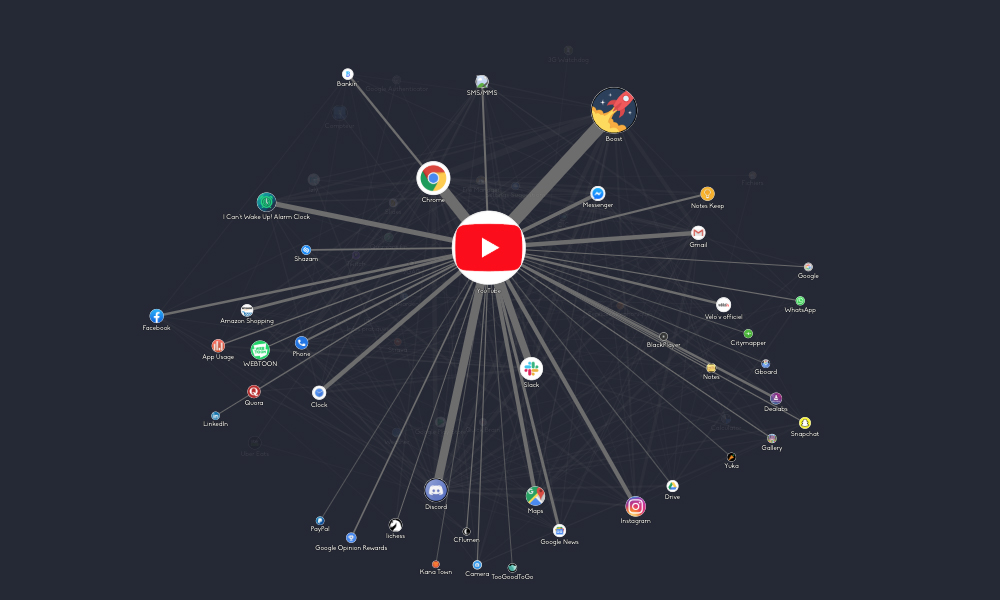 Bankin'
SMS/MMS
Boost
Chrome
Messenger
Notes Keep
I Can't Wake Up! Alarm Clock
Gmail
Shazam
Google
YouTube
WhatsApp
Facebook
Amazon Shopping
Velo'v officiel
Citymapper
BlackPlayer
App Usage
WEBTOON
Phone
Slack
Notes
Gboard
Quora
Clock
Dealabs
LinkedIn
Snapchat
Gallery
Yuka
Discord
Maps
Drive
Instagram
PayPal
lichess
Google Opinion Rewards
CFlumen
Google News
Kana Town
Camera
TooGoodToGo